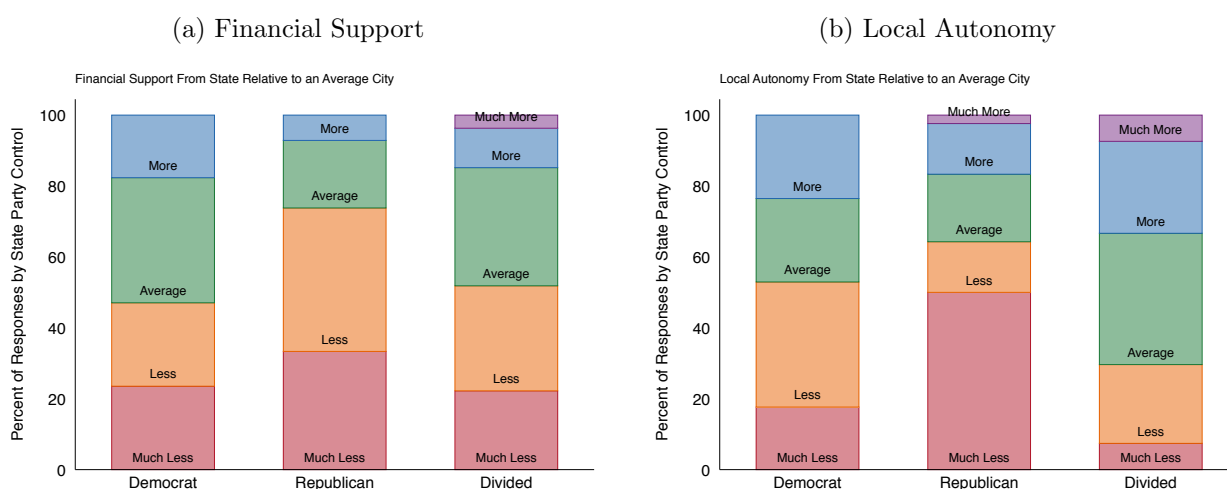 (a) Financial Support
Financial Support From State Relative to an Average City
Percent of Responses by State Party Control
100
80
60
40
20
0
More
Average
Less
Much Less
More
Average
Less
Much Less
Much More
More
Average
Less
Much Less
Democrat Republican Divided
(b) Local Autonomy
Local Autonomy From State Relative to an Average City
Percent of Responses by State Party Control
100
80
60
40
20
0
More
Average
Less
Much Less
Much More
More
Average
Less
Much Less
Much More
More
Average
Less
Much Less
Democrat Republican Divided